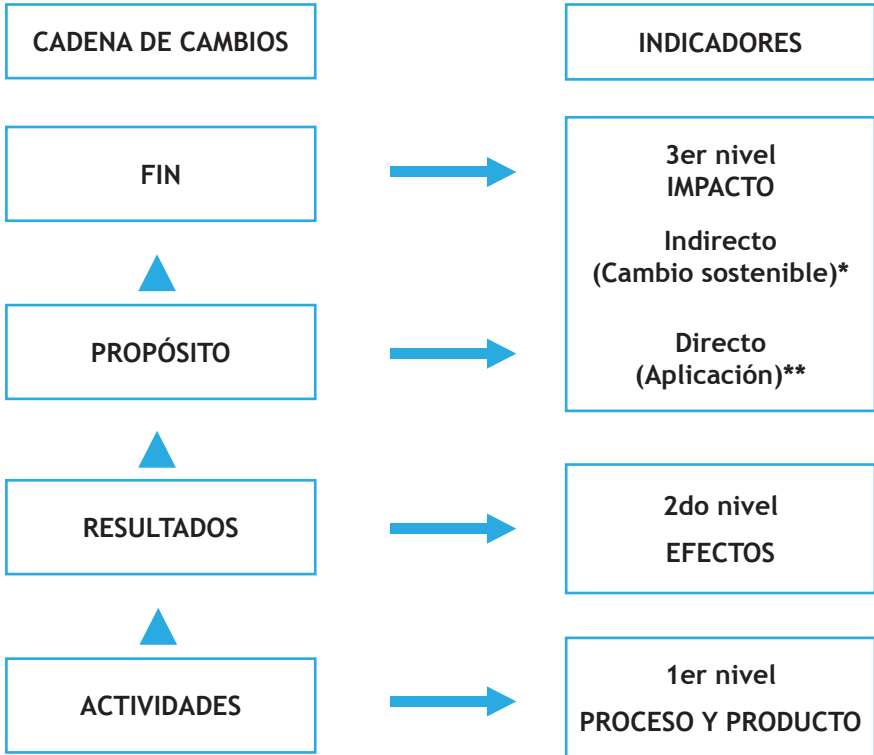 CADENA DE CAMBIOS
INDICADORES
FIN
3er nivel
IMPACTO
Indirecto
(Cambio sostenible)*
PROPÓSITO
Directo
(Aplicación)**
RESULTADOS
2do nivel
EFECTOS
ACTIVIDADES
1er nivel
PROCESO Y PRODUCTO